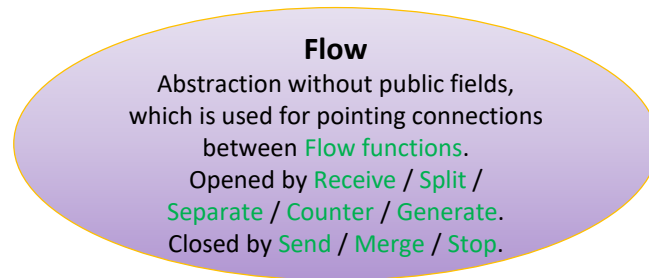 Flow
Abstraction without public fields,
which is used for pointing connections
between Flow functions.
Opened by Receive / Split /
Separate / Counter / Generate.
Closed by Send / Merge / Stop.